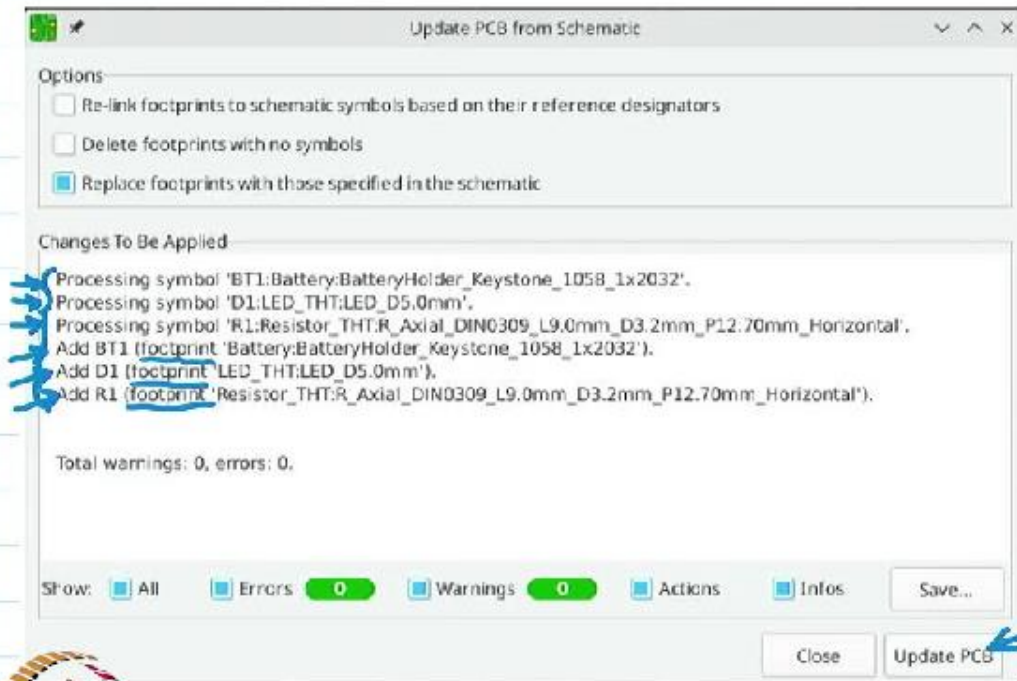 Update PCB from Schematic
Options
Re-link footprints to schematic symbols based on their reference designators
Delete footprints with no symbols
Replace footprints with those specified in the schematic
Changes To Be Applied
Processing symbol 'BT1:Battery:BatteryHolder_Keystone_1058_1x2032'.
Processing symbol 'D1:LED_THT:LED_D5.0mm'.
Processing symbol 'R1:Resistor_THT:R_Axial_DIN0309_L9.0mm_D3.2mm_P12.70mm_Horizontal'.
Add BT1 (footprint 'Battery:BatteryHolder_Keystone_1058_1x2032').
Add D1 (footprint 'LED_THT:LED_D5.0mm').
Add R1 (footprint 'Resistor_THT:R_Axial_DIN0309_L9.0mm_D3.2mm_P12.70mm_Horizontal').
Total warnings: 0, errors: 0.
Show: All Errors 0 Warnings 0 Actions Infos Save...
Close Update PCB